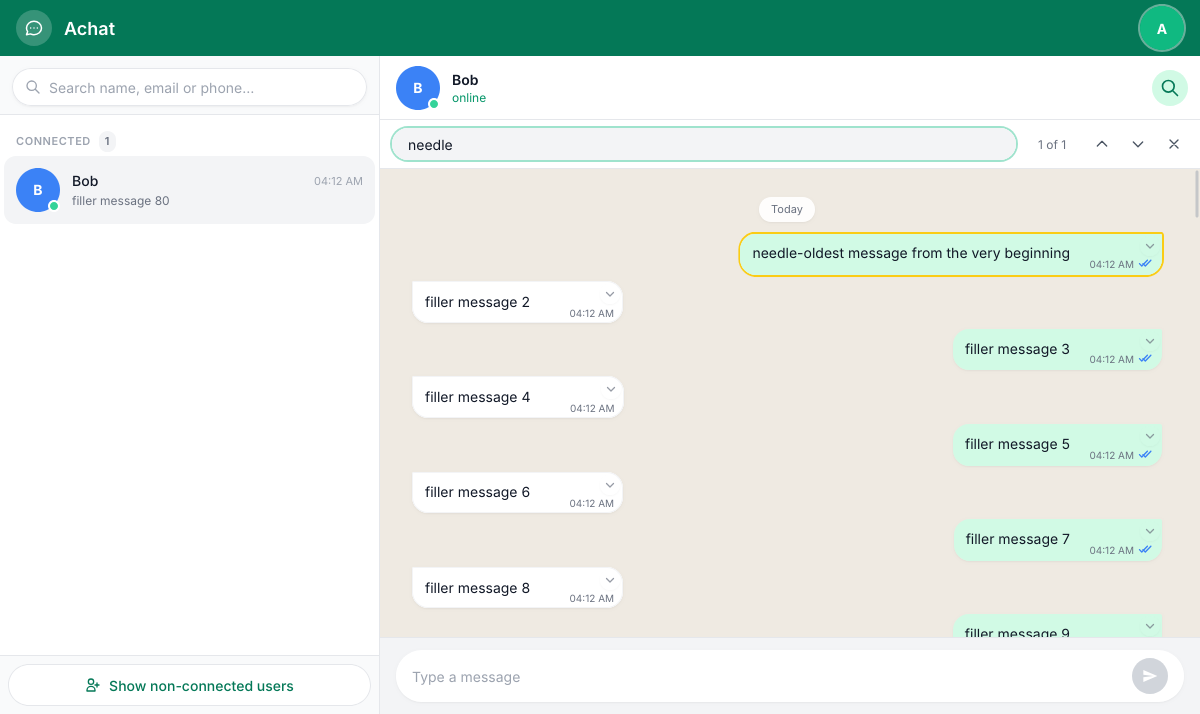 Achat
A
Search name, email or phone...
CONNECTED 1
B
Bob
04:12 AM
filler message 80
Show non-connected users
B
Bob
online
needle
1 of 1
Today
needle-oldest message from the very beginning
04:12 AM
filler message 2
04:12 AM
filler message 3
04:12 AM
filler message 4
04:12 AM
filler message 5
04:12 AM
filler message 6
04:12 AM
filler message 7
04:12 AM
filler message 8
04:12 AM
filler message 9
Type a message